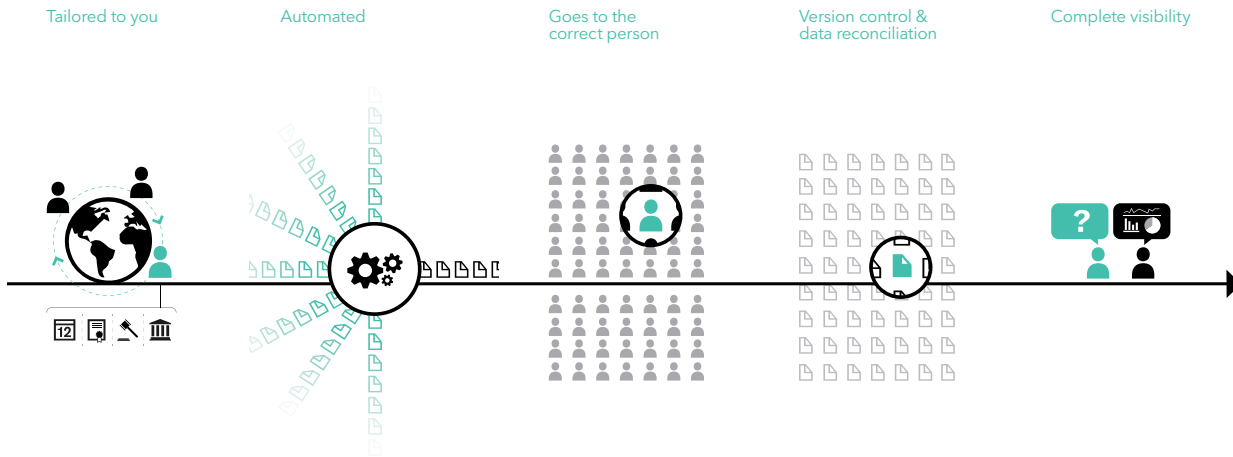 Tailored to you
Automated
Goes to the
correct person
Version control &
data reconciliation
Complete visibility
?
12